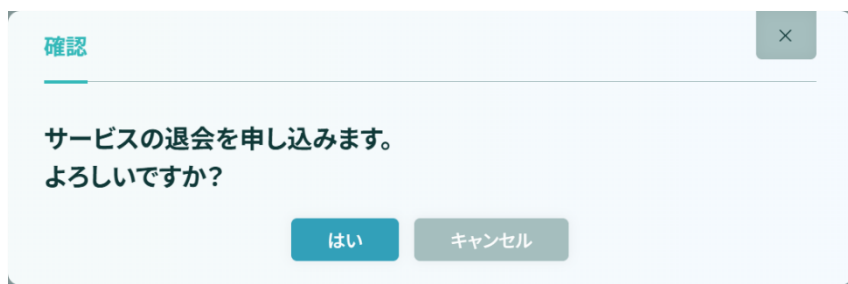 確認
×
サービスの退会を申し込みます。
よろしいですか？
はい
キャンセル